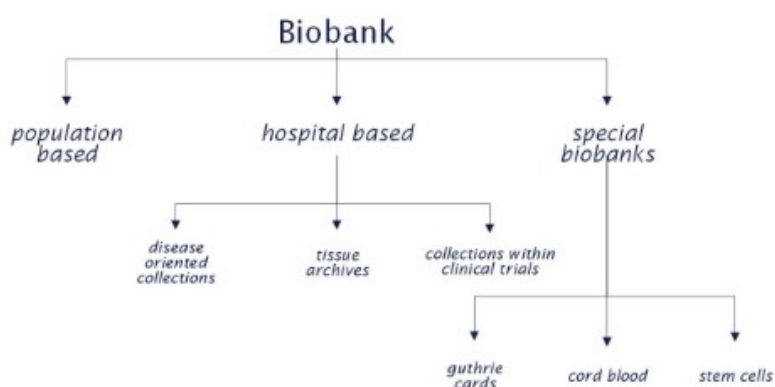 Biobank
population
based
hospital based
special
biobanks
disease
oriented
collections
tissue
archives
collections within
clinical trials
guthrie
cards
cord blood
stem cells